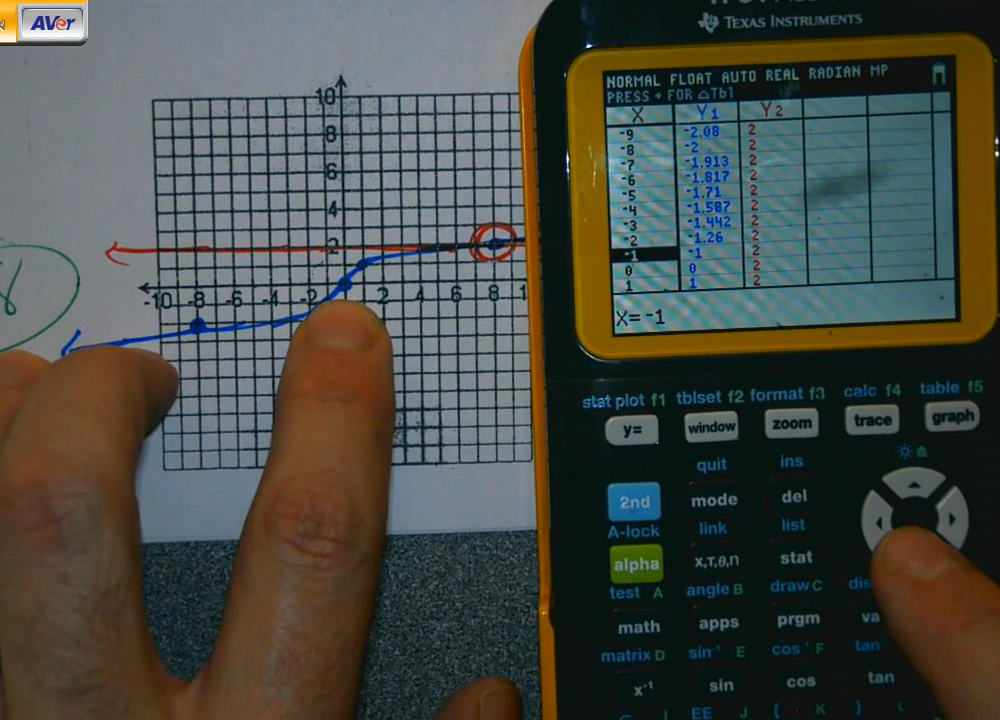 AVer
TEXAS INSTRUMENTS
NORMAL FLOAT AUTO REAL RADIAN MP
PRESS + FOR △Tbl
X Y1 Y2
-9 -2.08 2
-8 -2 2
-7 -1.913 2
-6 -1.817 2
-5 -1.71 2
-4 -1.587 2
-3 -1.442 2
-2 -1.26 2
-1 -1 2
0 0 2
1 1 2
X=-1
10
8
6
4
2
-10 -8 -6 -4 -2 2 4 6 8 1
8
stat plot f1 tblset f2 format f3 calc f4 table f5
y= window zoom trace graph
quit ins
2nd mode del
A-lock link list
alpha X,T,θ,n stat
test A angle B draw C dis
math apps prgm va
matrix D sin⁻¹ E cos⁻¹ F tan
x⁻¹ sin cos tan
EE J { K } L